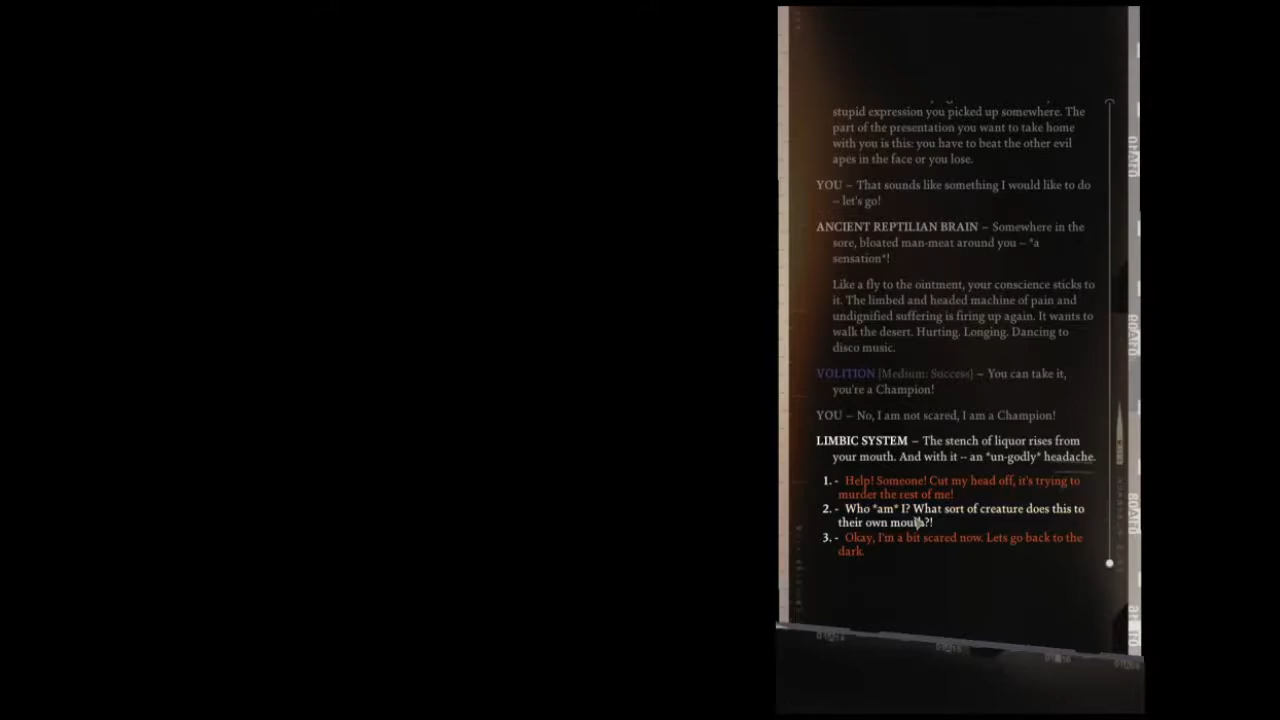 stupid expression you picked up somewhere. The
part of the presentation you want to take home
with you is this: you have to beat the other evil
apes in the face or you lose.
YOU – That sounds like something I would like to do
– let's go!
ANCIENT REPTILIAN BRAIN – Somewhere in the
sore, bloated man-meat around you – *a
sensation*!
Like a fly to the ointment, your conscience sticks to
it. The limbed and headed machine of pain and
undignified suffering is firing up again. It wants to
walk the desert. Hurting. Longing. Dancing to
disco music.
VOLITION [Medium: Success] – You can take it,
you're a Champion!
YOU – No, I am not scared, I am a Champion!
LIMBIC SYSTEM – The stench of liquor rises from
your mouth. And with it -- an *un-godly* headache.
1. - Help! Someone! Cut my head off, it's trying to
murder the rest of me!
2. - Who *am* I? What sort of creature does this to
their own mouth?!
3. - Okay, I'm a bit scared now. Lets go back to the
dark.